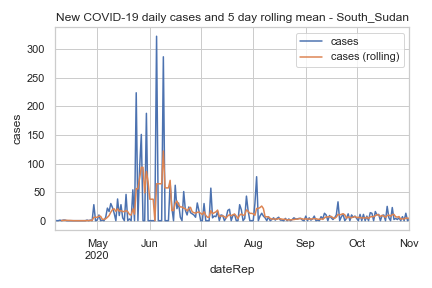 New COVID-19 daily cases and 5 day rolling mean - South_Sudan
cases
cases (rolling)
300
250
200
150
100
50
0
cases
May Jun Jul Aug Sep Oct Nov
2020
dateRep